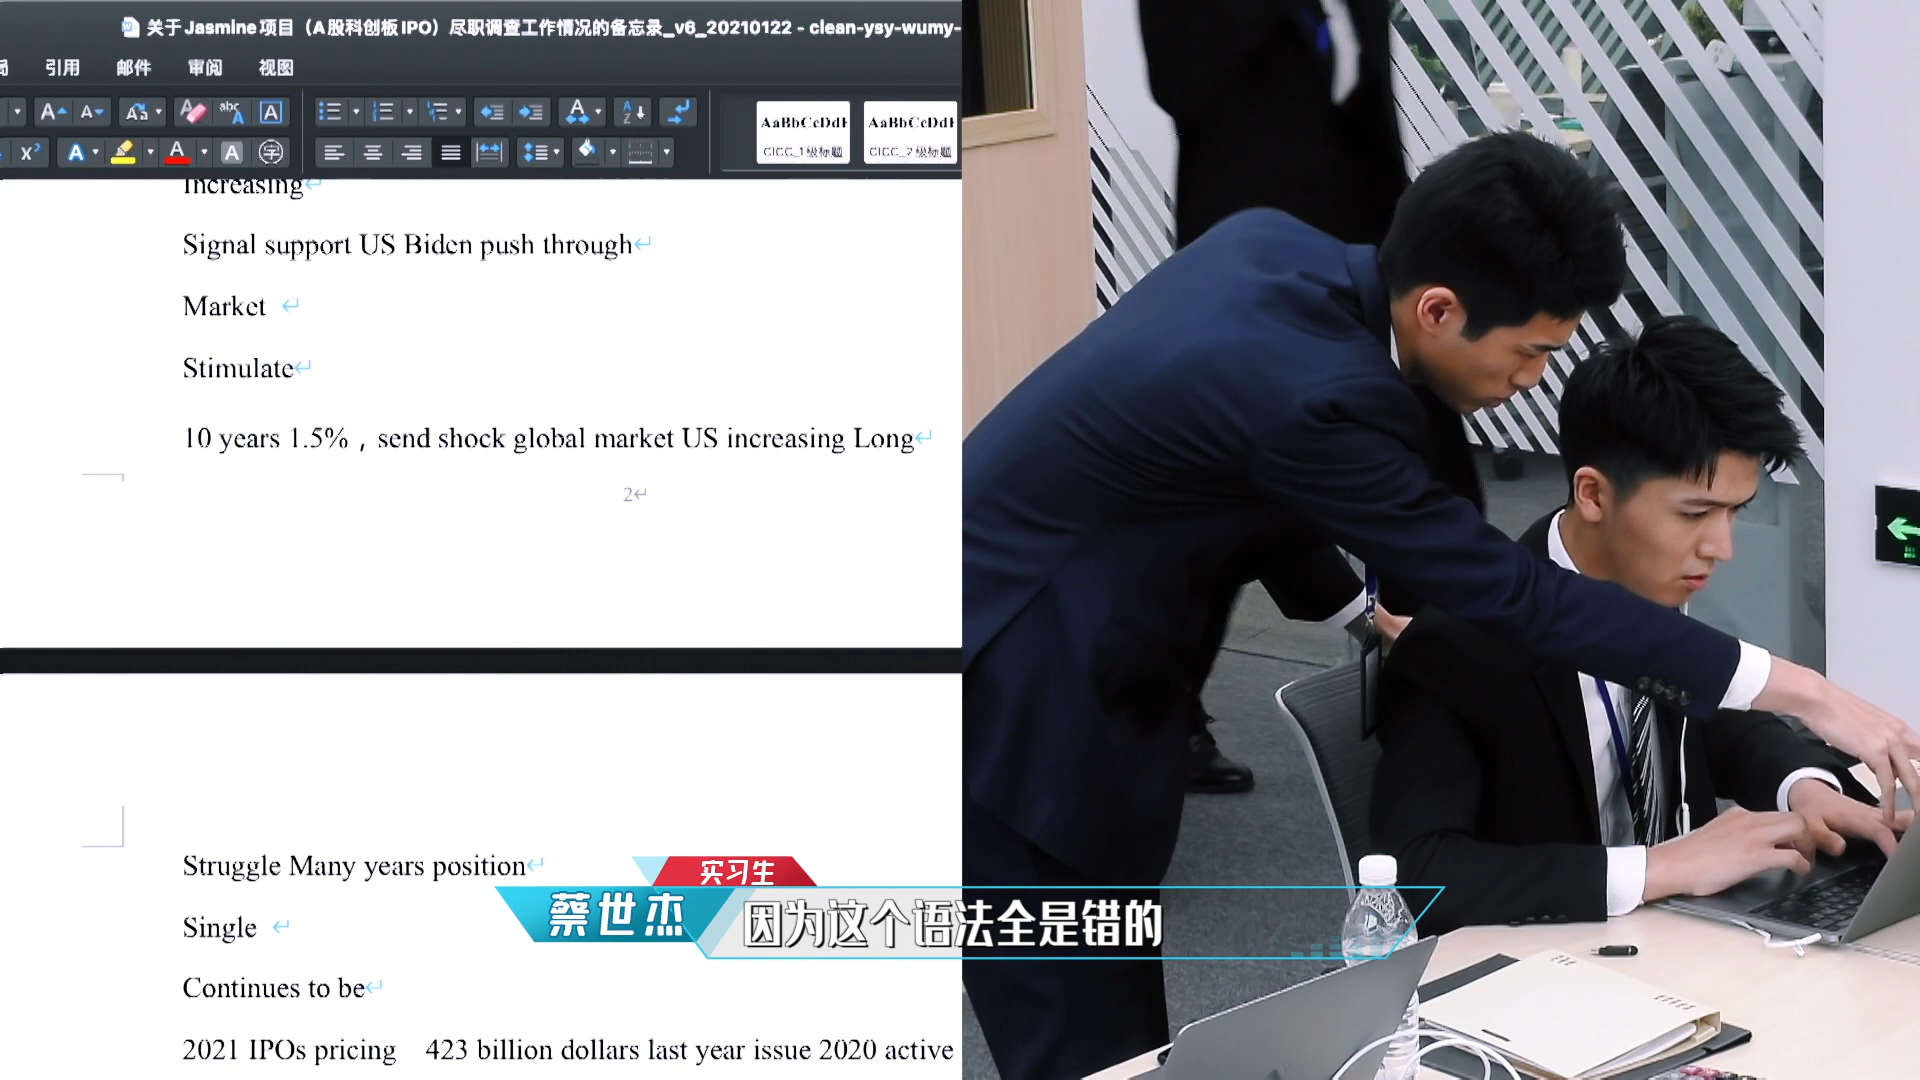 关于Jasmine项目（A股科创板IPO）尽职调查工作情况的备忘录_v6_20210122 - clean-ysy-wumy-
引用 邮件 审阅 视图
AaBbCcDdE AaBbCcDdE
CICC_1级标题 CICC_2级标题
Increasing
Signal support US Biden push through
Market
Stimulate
10 years 1.5%，send shock global market US increasing Long
2
Struggle Many years position
Single
Continues to be
2021 IPOs pricing 423 billion dollars last year issue 2020 active
实习生
蔡世杰
因为这个语法全是错的